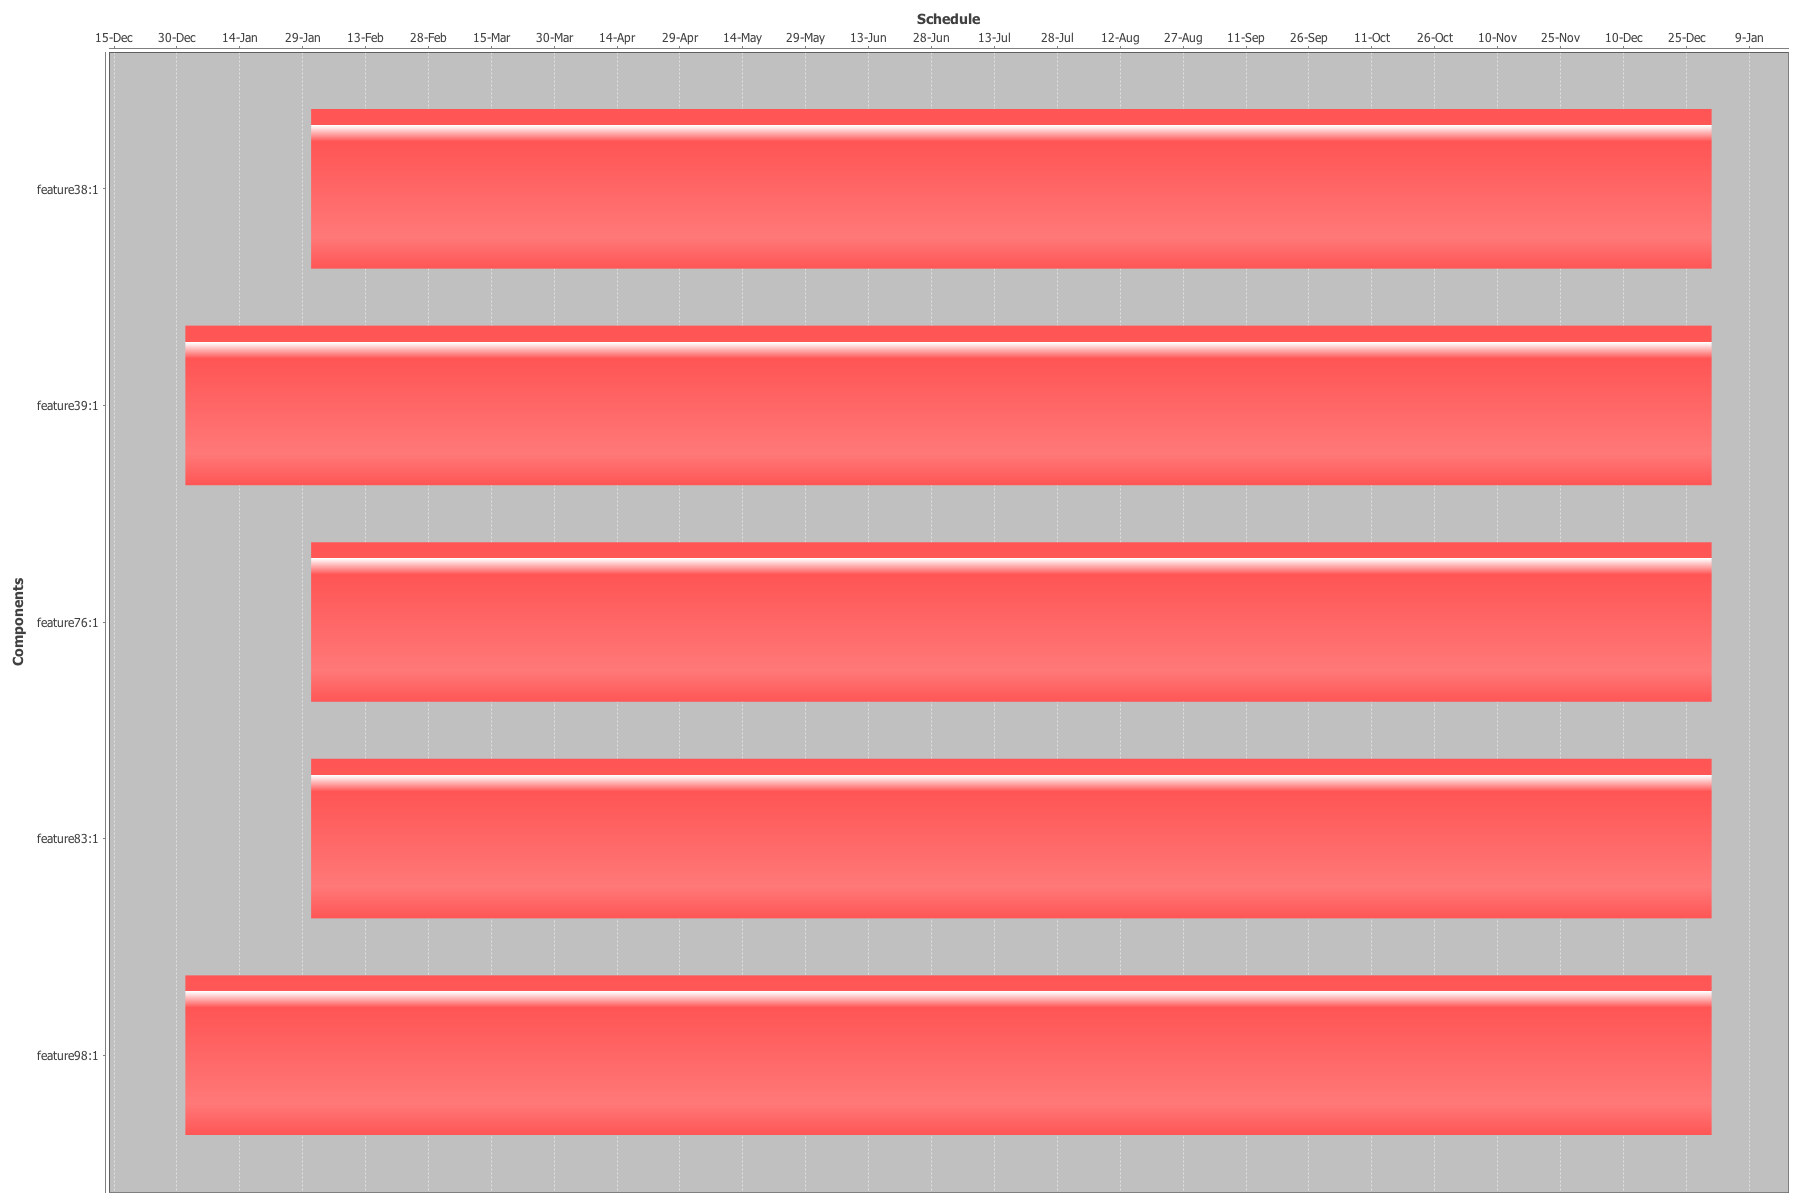 Schedule
15-Dec 30-Dec 14-Jan 29-Jan 13-Feb 28-Feb 15-Mar 30-Mar 14-Apr 29-Apr 14-May 29-May 13-Jun 28-Jun 13-Jul 28-Jul 12-Aug 27-Aug 11-Sep 26-Sep 11-Oct 26-Oct 10-Nov 25-Nov 10-Dec 25-Dec 9-Jan
feature38:1
feature39:1
feature76:1
Components
feature83:1
feature98:1